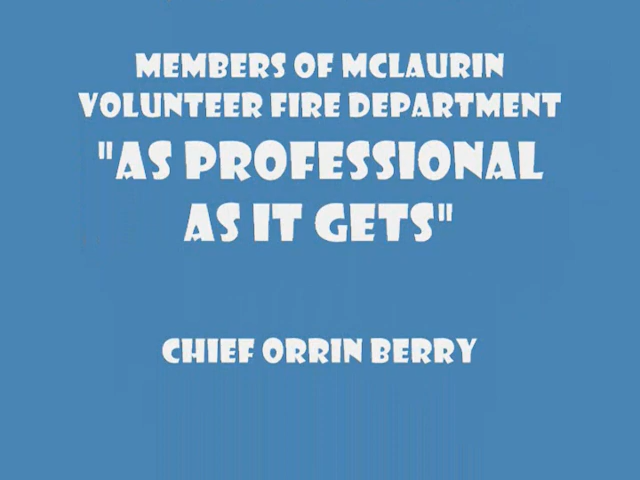 MEMBERS OF MCLAURIN
VOLUNTEER FIRE DEPARTMENT
"AS PROFESSIONAL
AS IT GETS"
CHIEF ORRIN BERRY